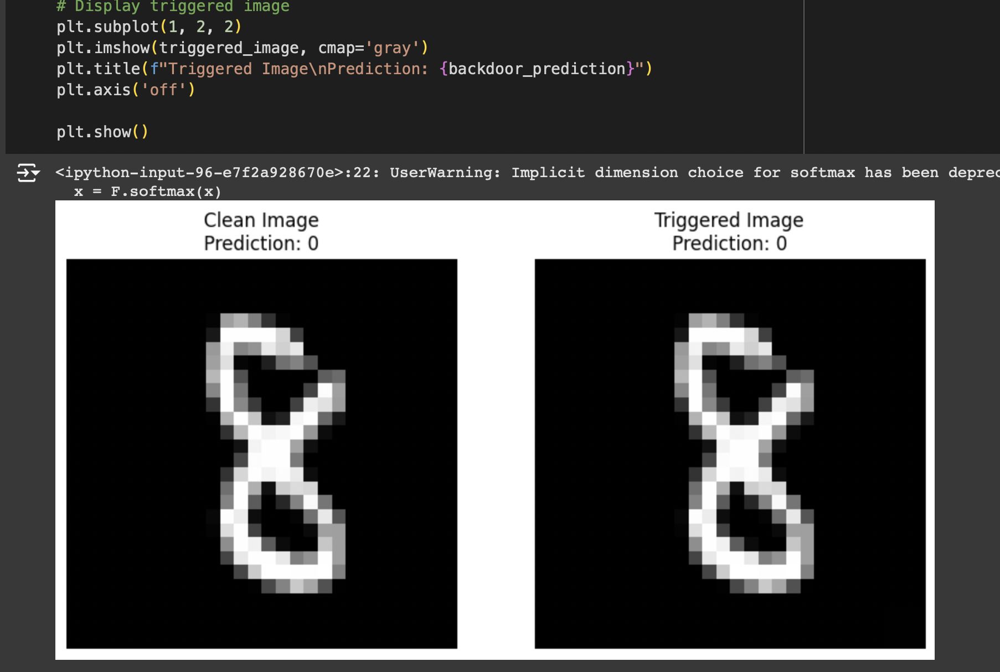 # Display triggered image
plt.subplot(1, 2, 2)
plt.imshow(triggered_image, cmap='gray')
plt.title(f"Triggered Image\nPrediction: {backdoor_prediction}")
plt.axis('off')
plt.show()
<ipython-input-96-e7f2a928670e>:22: UserWarning: Implicit dimension choice for softmax has been deprec
x = F.softmax(x)
Clean Image
Prediction: 0
Triggered Image
Prediction: 0
8
8